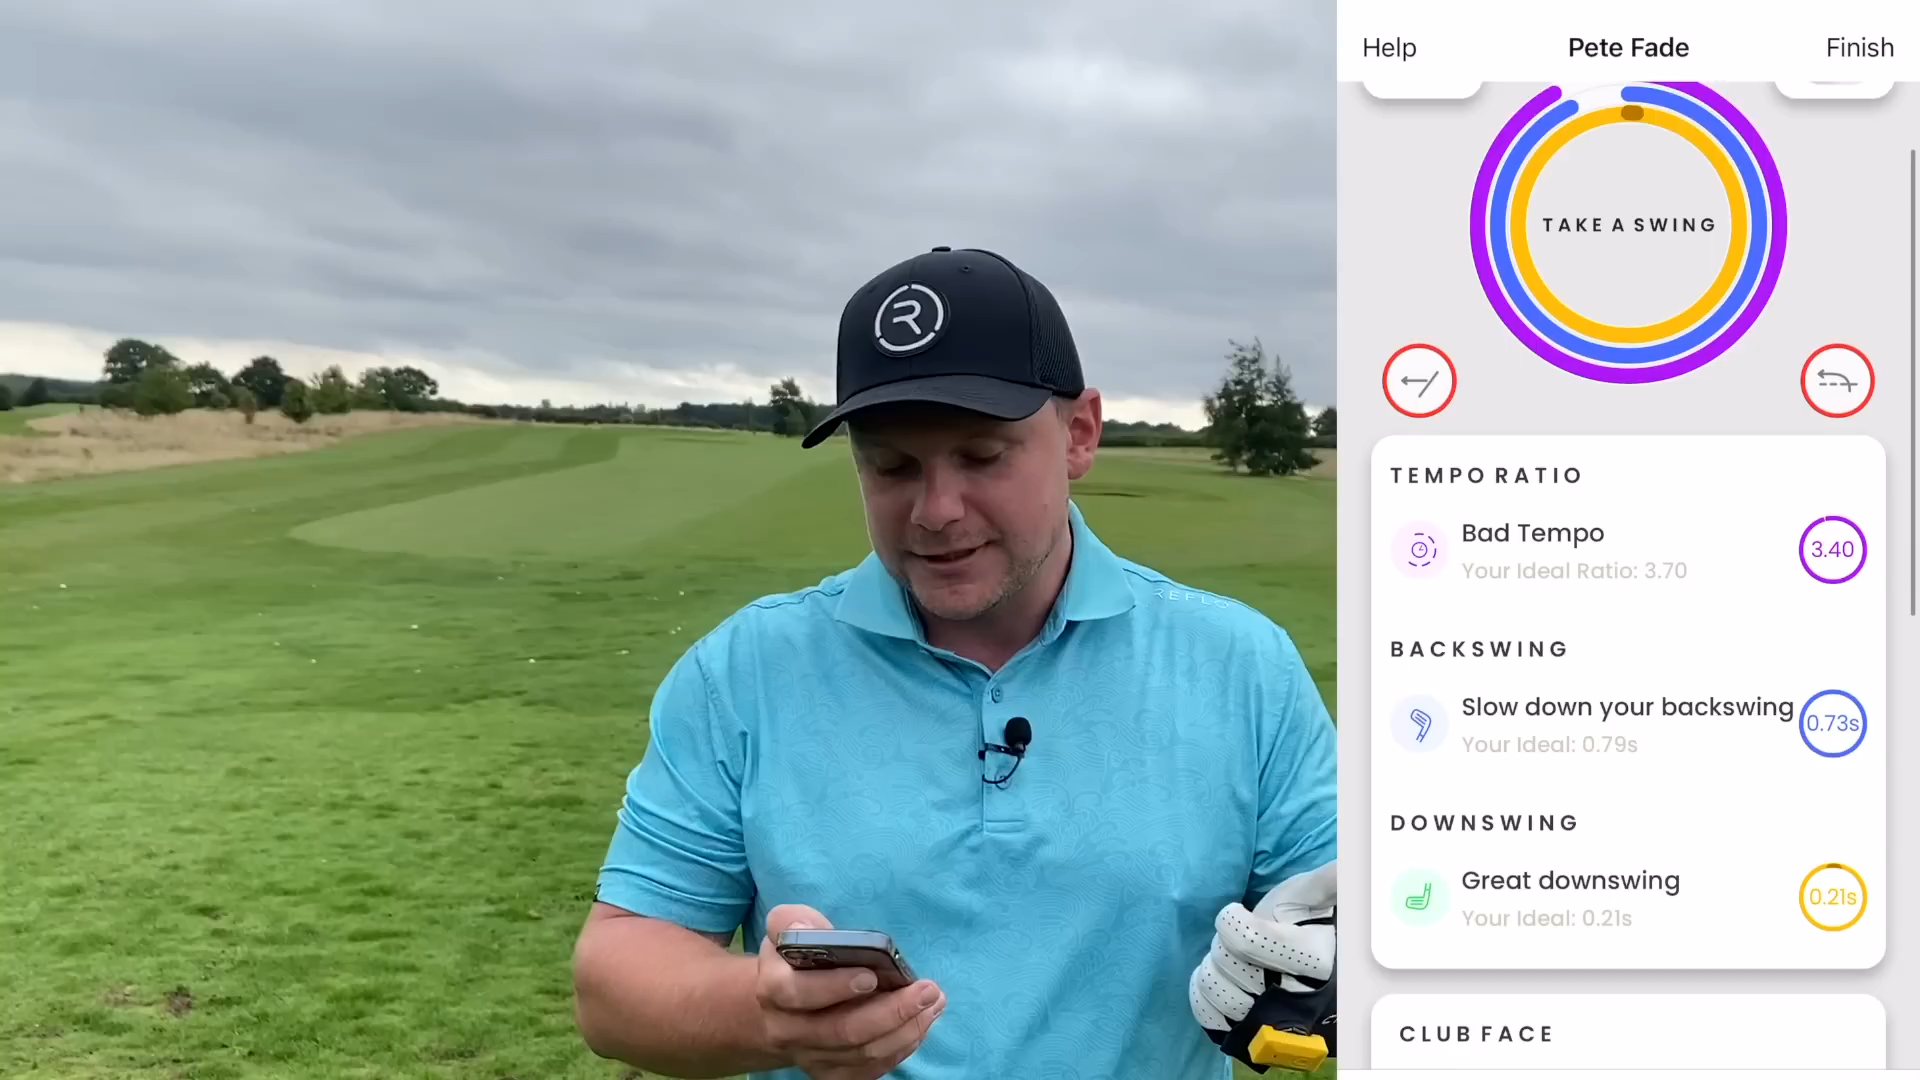 R
REFLO
Help
Pete Fade
Finish
TAKE A SWING
TEMPO RATIO
Bad Tempo
Your Ideal Ratio: 3.70
3.40
BACKSWING
Slow down your backswing
Your Ideal: 0.79s
0.73s
DOWNSWING
Great downswing
Your Ideal: 0.21s
0.21s
CLUB FACE